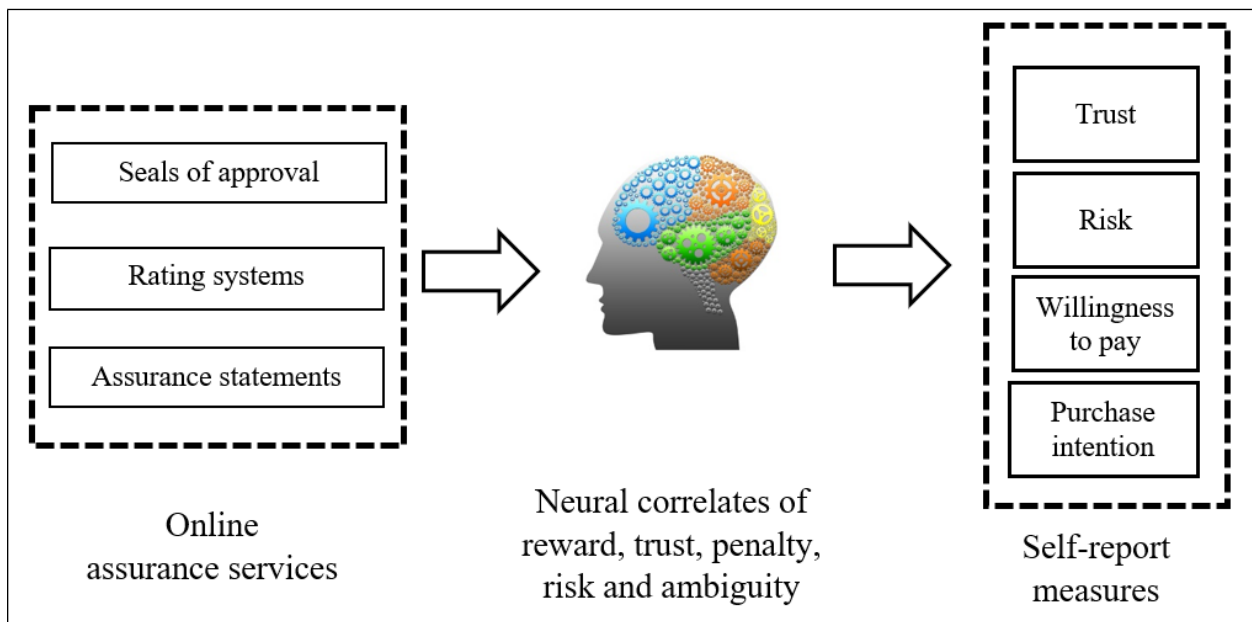 Seals of approval
Rating systems
Assurance statements
Online
assurance services
Neural correlates of
reward, trust, penalty,
risk and ambiguity
Trust
Risk
Willingness
to pay
Purchase
intention
Self-report
measures